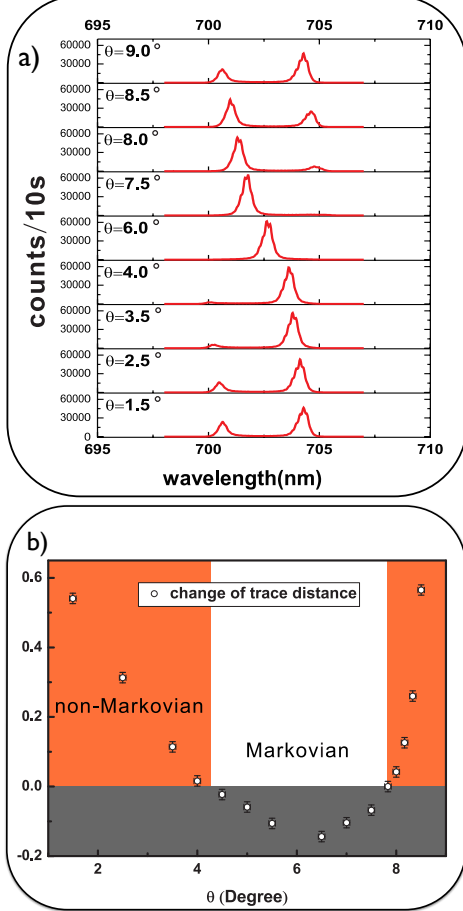 695 700 705 710
a)
60000
30000
θ=9.0 °
60000
30000
θ=8.5 °
60000
30000
θ=8.0 °
60000
30000
θ=7.5 °
60000
30000
θ=6.0 °
60000
30000
θ=4.0 °
60000
30000
θ=3.5 °
60000
30000
θ=2.5 °
60000
30000
0
θ=1.5 °
counts/10s
695 700 705 710
wavelength(nm)
b)
0.6
0.4
0.2
0.0
-0.2
change of trace distance
non-Markovian
Markovian
2 4 6 8
θ (Degree)